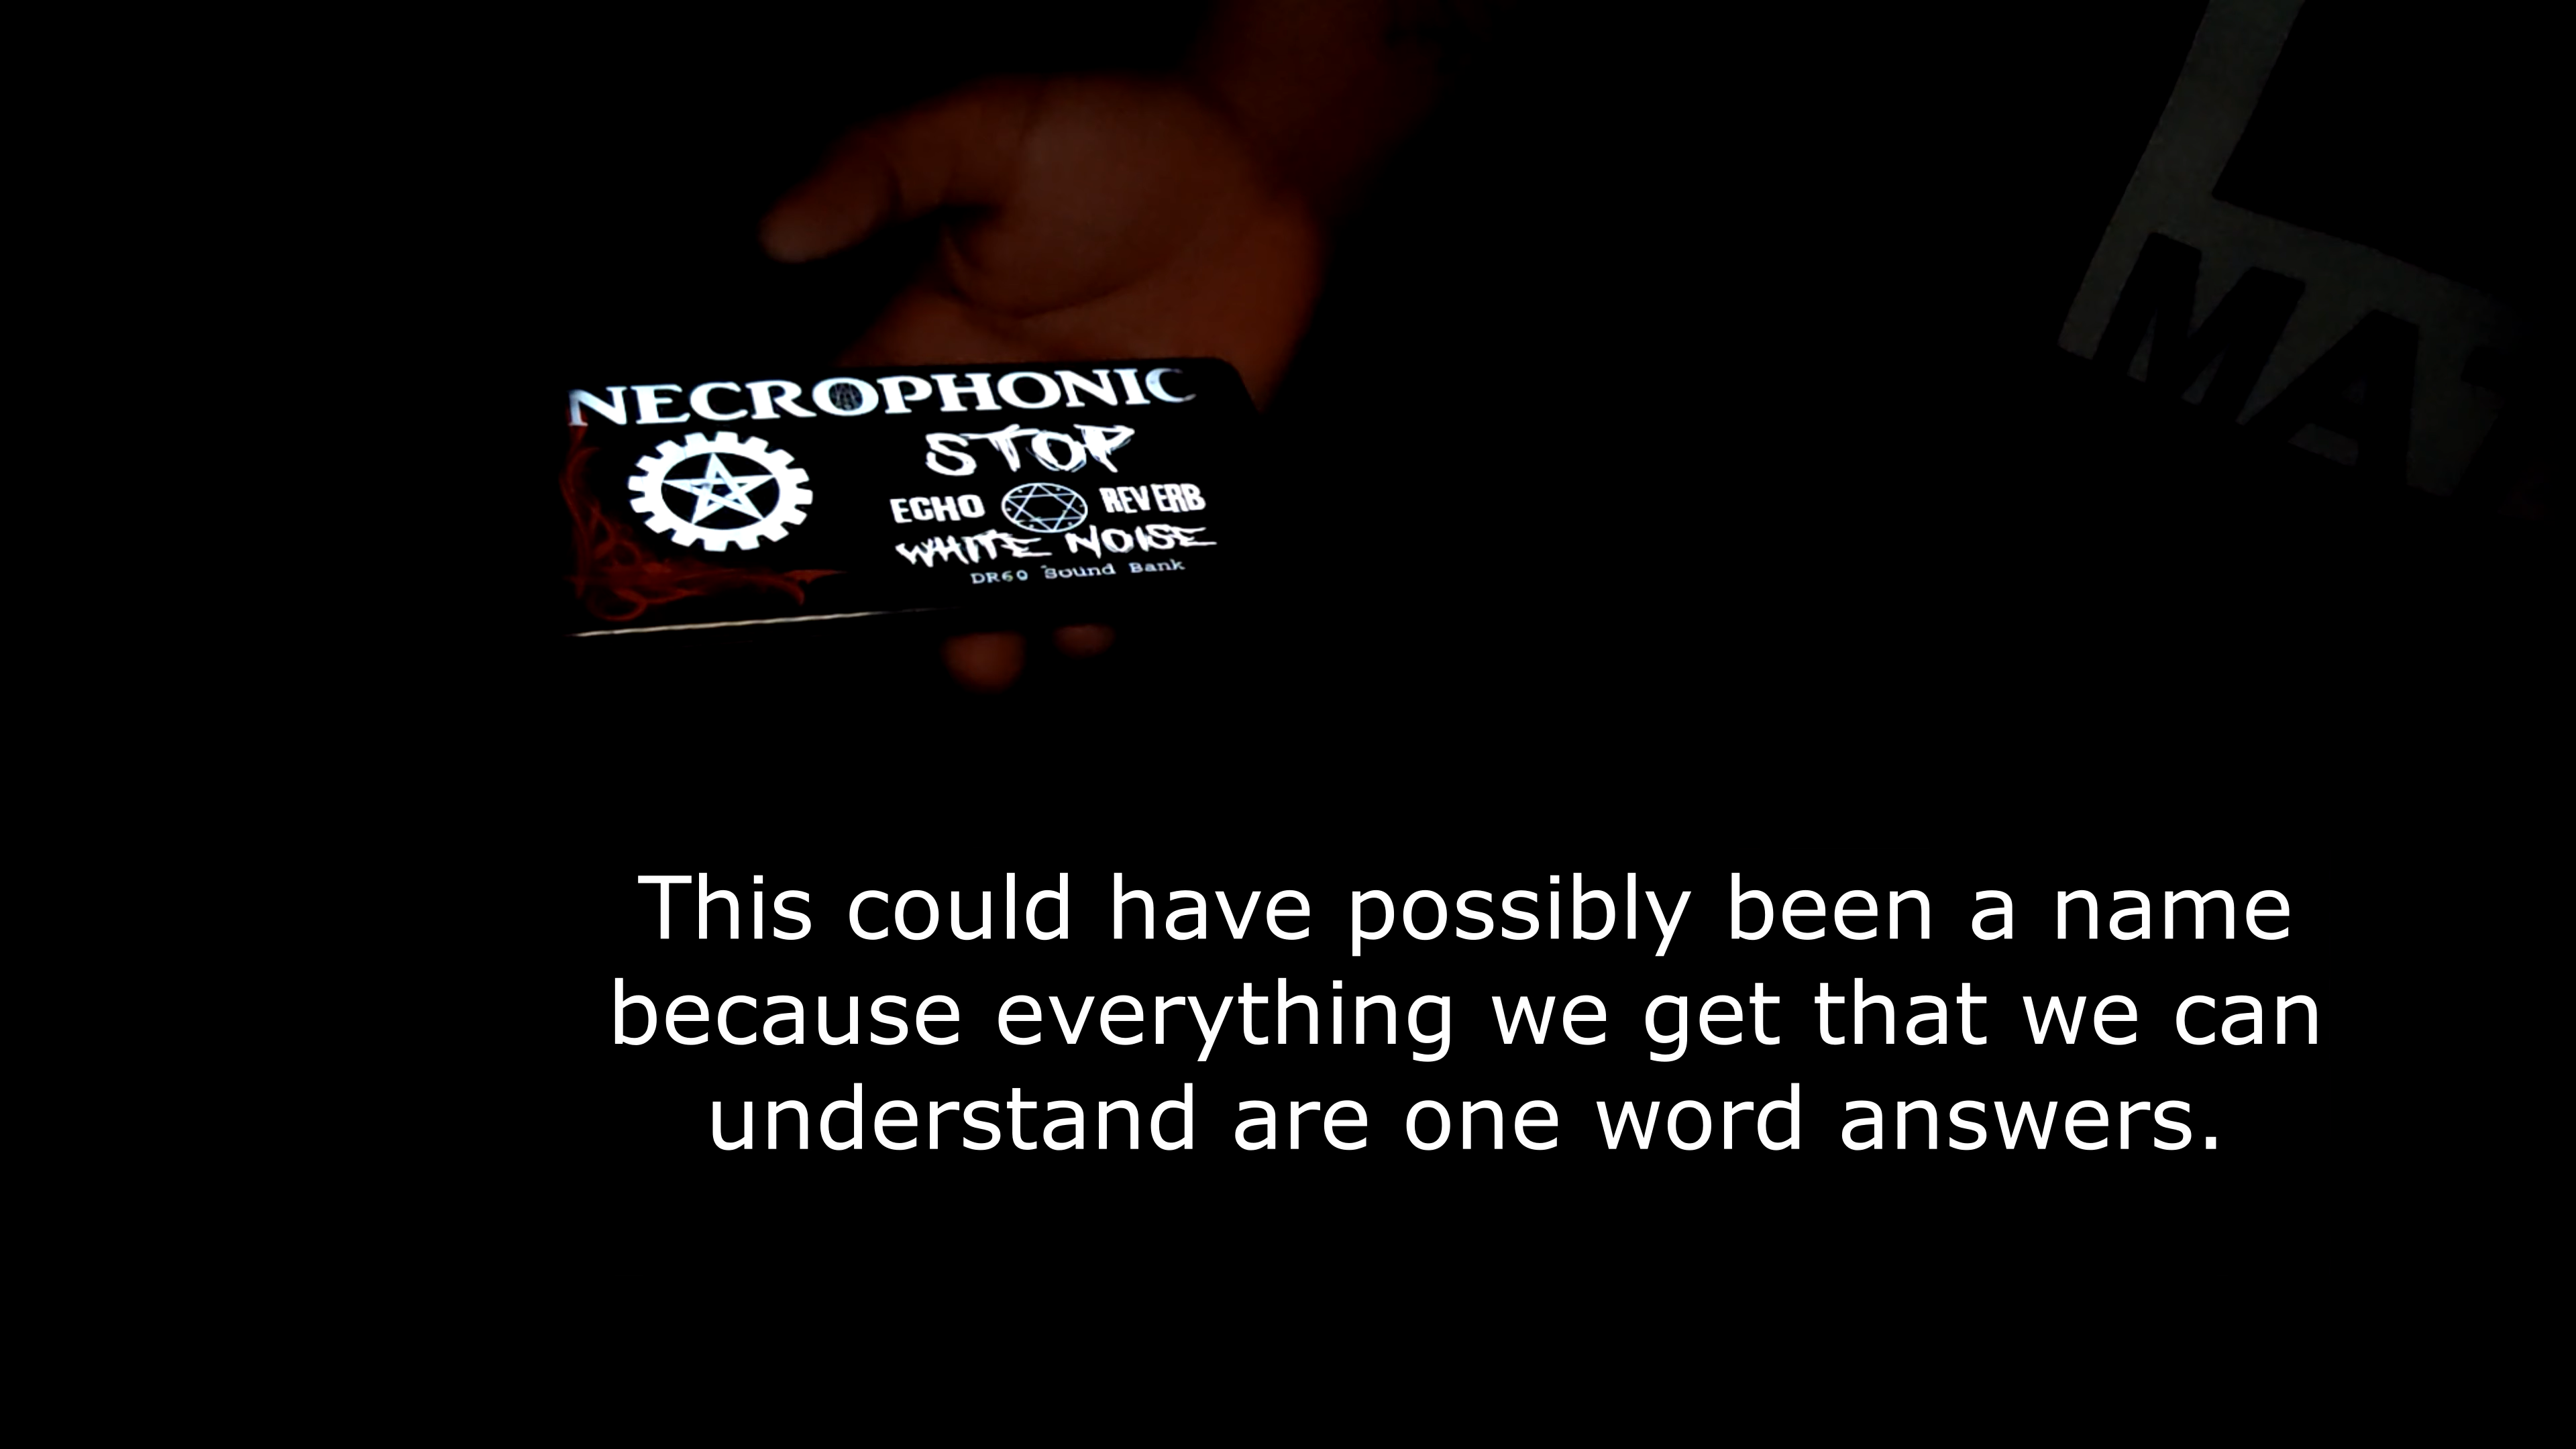 NECROPHONIC
STOP
ECHO REVERB
WHITE NOISE
DR60 Sound Bank
MA
This could have possibly been a name
because everything we get that we can
understand are one word answers.